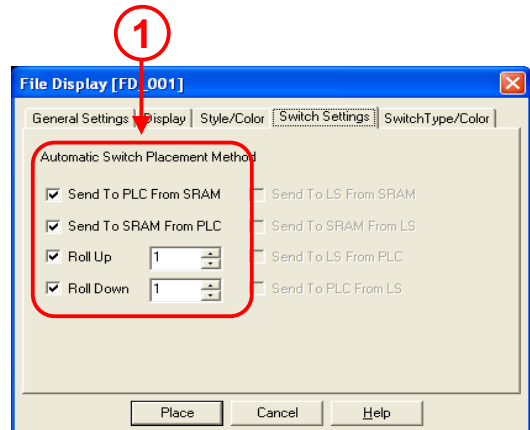 1
File Display [FD_001]
General Settings Display Style/Color Switch Settings SwitchType/Color
Automatic Switch Placement Method
Send To PLC From SRAM Send To LS From SRAM
Send To SRAM From PLC Send To SRAM From LS
Roll Up 1 Send To LS From PLC
Roll Down 1 Send To PLC From LS
Place Cancel Help